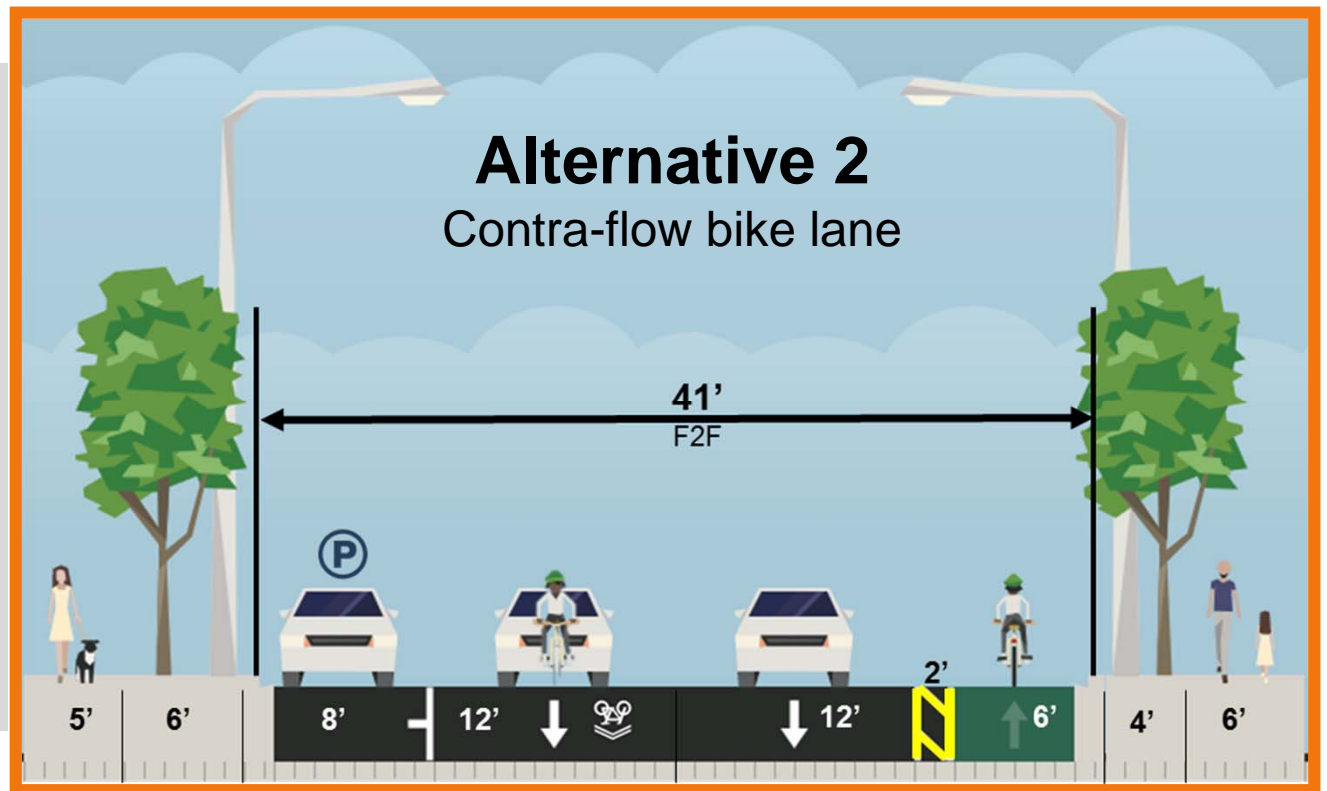 Alternative 2
Contra-flow bike lane
41’
F2F
P
2’
5’ 6’ 8’ 12’ 12’ 6’ 4’ 6’